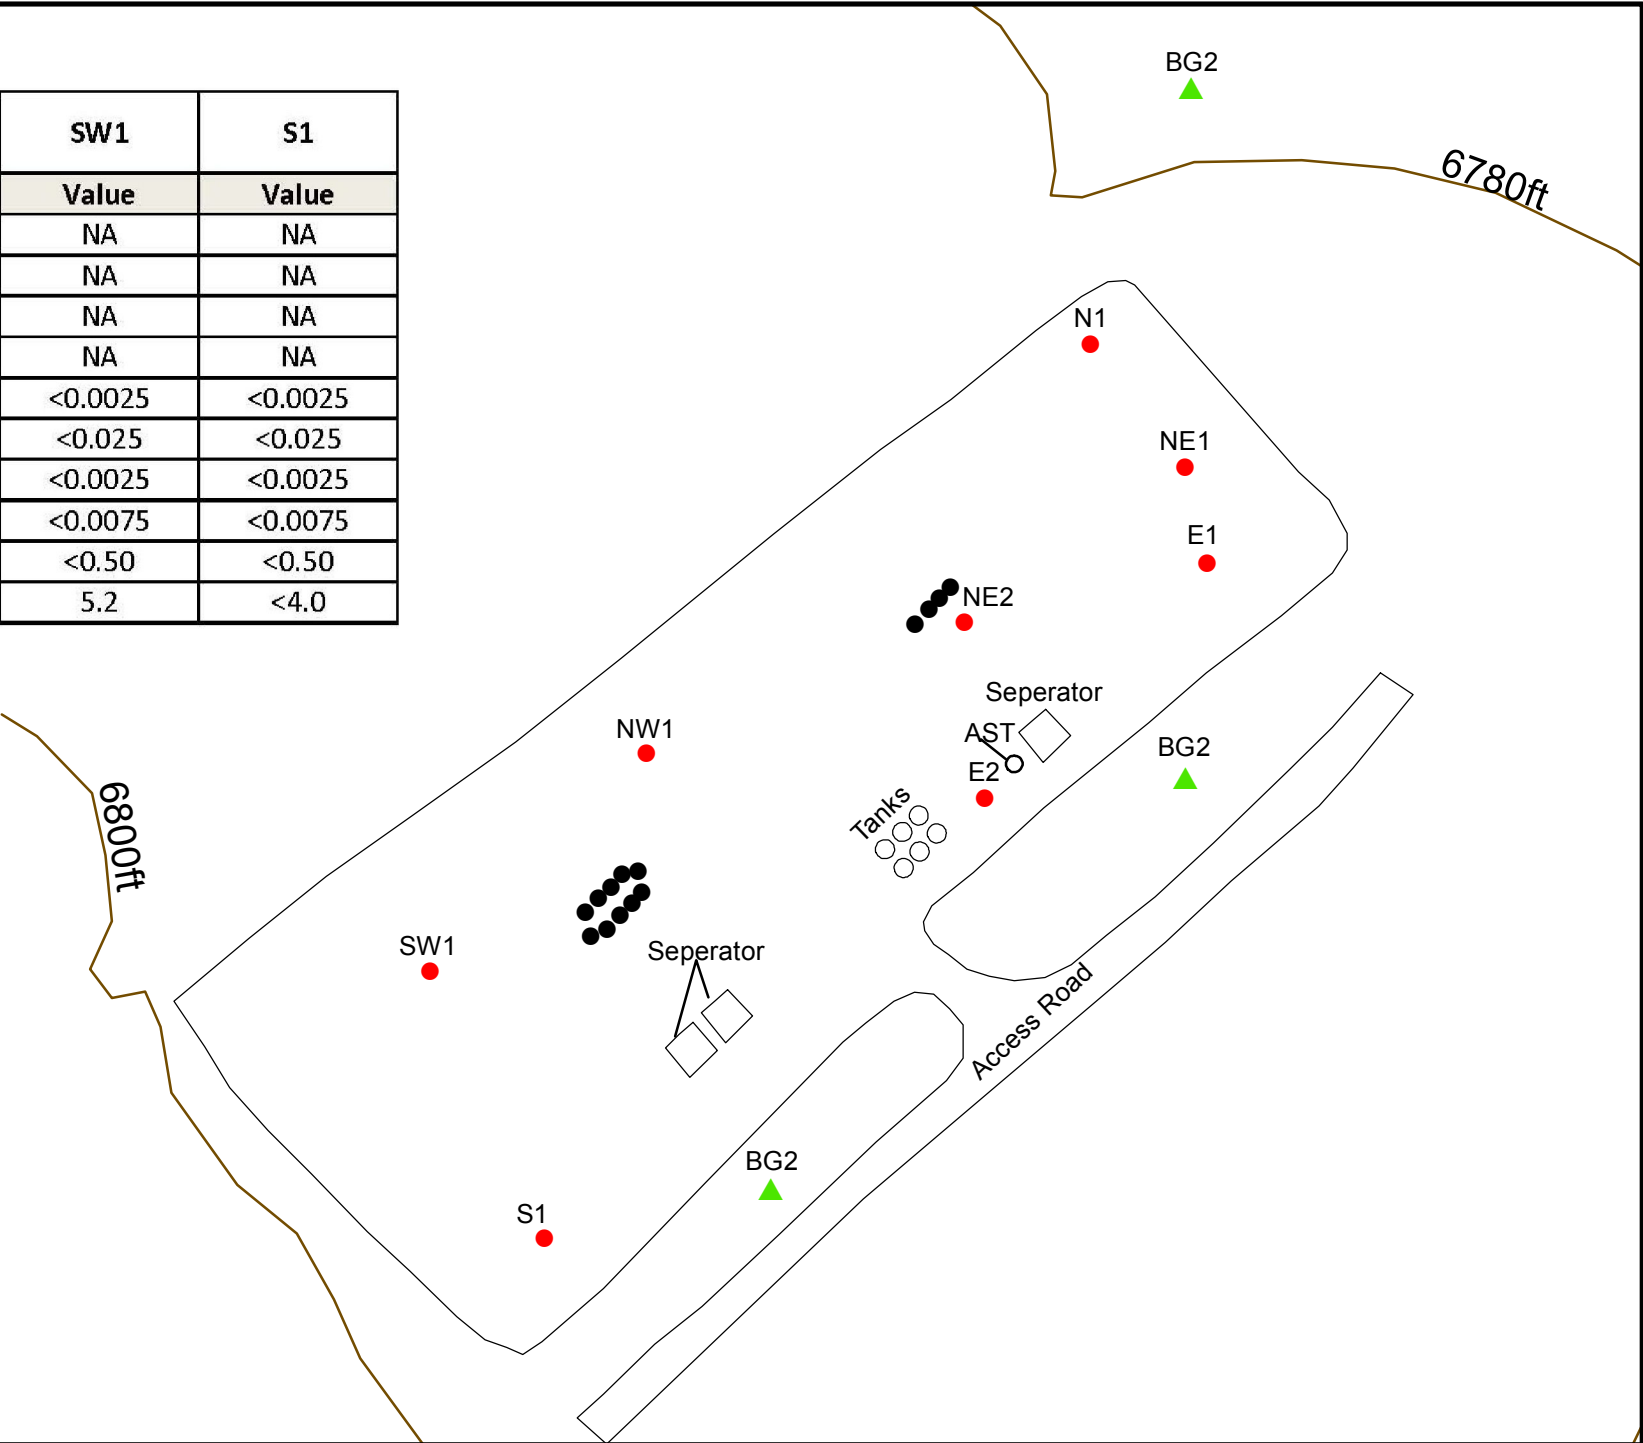 BG2
6780ft
SW1 S1
Value Value
NA NA
NA NA
NA NA
NA NA
<0.0025 <0.0025
<0.025 <0.025
<0.0025 <0.0025
<0.0075 <0.0075
<0.50 <0.50
5.2 <4.0
N1
NE1
E1
NE2
Seperator
AST
NW1
BG2
E2
Tanks
6800ft
SW1
Seperator
Access Road
BG2
S1